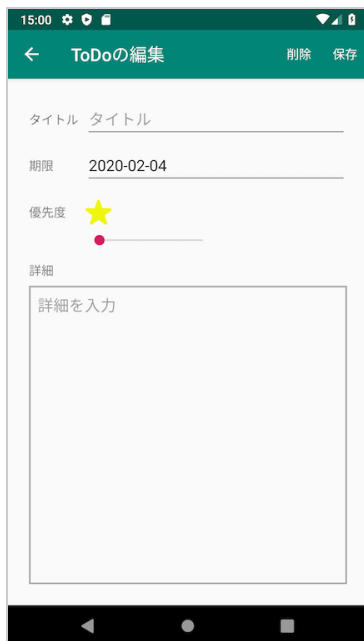 15:00
ToDoの編集 削除 保存
タイトル タイトル
期限 2020-02-04
優先度
詳細
詳細を入力